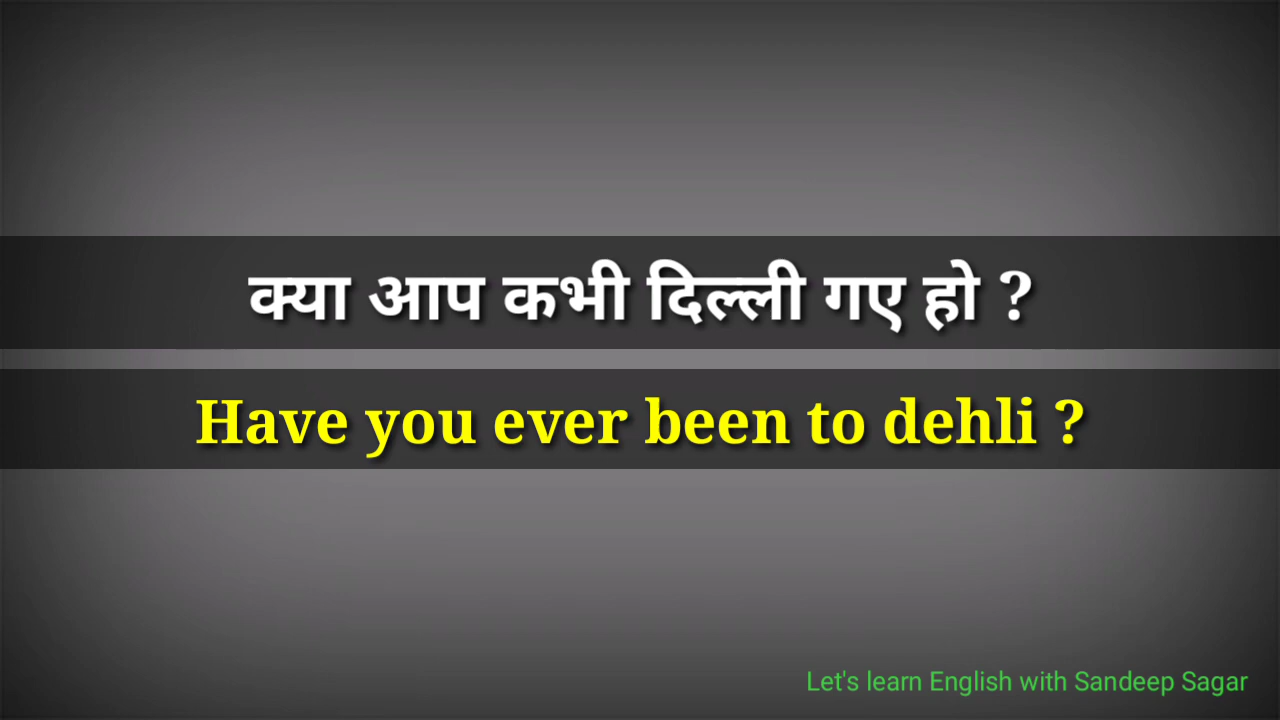 क्या आप कभी दिल्ली गए हो ?
Have you ever been to dehli ?
Let's learn English with Sandeep Sagar